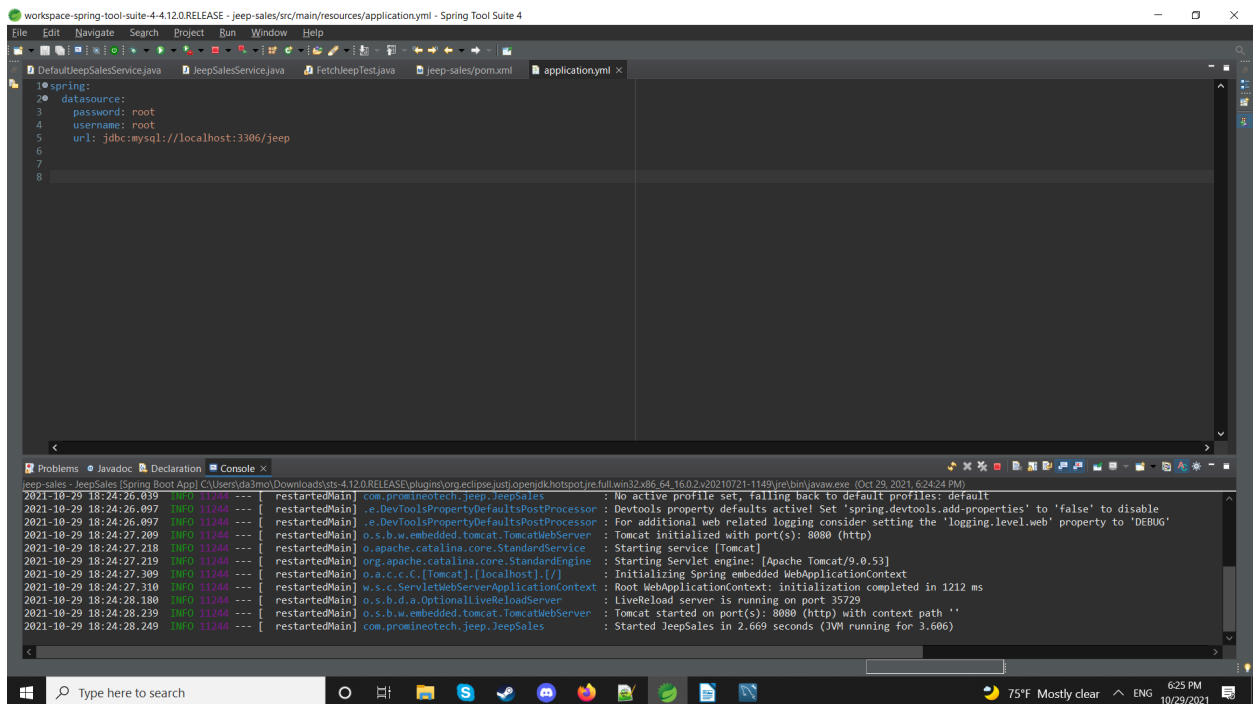 workspace-spring-tool-suite-4-4.12.0.RELEASE - jeep-sales/src/main/resources/application.yml - Spring Tool Suite 4
File Edit Navigate Search Project Run Window Help
DefaultJeepSalesService.java JeepSalesService.java FetchJeepTest.java jeep-sales/pom.xml application.yml
1 spring:
2 datasource:
3 password: root
4 username: root
5 url: jdbc:mysql://localhost:3306/jeep
6
7
8
Problems Javadoc Declaration Console
jeep-sales - JeepSales [Spring Boot App] C:\Users\da3mo\Downloads\sts-4.12.0.RELEASE\plugins\org.eclipse.justj.openjdk.hotspot.jre.full.win32.x86_64_16.0.2.v20210721-1149\jre\bin\javaw.exe (Oct 29, 2021, 6:24:24 PM)
2021-10-29 18:24:26.039 INFO 11244 --- [ restartedMain] com.promineotech.jeep.JeepSales : No active profile set, falling back to default profiles: default
2021-10-29 18:24:26.097 INFO 11244 --- [ restartedMain] .e.DevToolsPropertyDefaultsPostProcessor : Devtools property defaults active! Set 'spring.devtools.add-properties' to 'false' to disable
2021-10-29 18:24:26.097 INFO 11244 --- [ restartedMain] .e.DevToolsPropertyDefaultsPostProcessor : For additional web related logging consider setting the 'logging.level.web' property to 'DEBUG'
2021-10-29 18:24:27.209 INFO 11244 --- [ restartedMain] o.s.b.w.embedded.tomcat.TomcatWebServer : Tomcat initialized with port(s): 8080 (http)
2021-10-29 18:24:27.218 INFO 11244 --- [ restartedMain] o.apache.catalina.core.StandardService : Starting service [Tomcat]
2021-10-29 18:24:27.219 INFO 11244 --- [ restartedMain] org.apache.catalina.core.StandardEngine : Starting Servlet engine: [Apache Tomcat/9.0.53]
2021-10-29 18:24:27.309 INFO 11244 --- [ restartedMain] o.a.c.c.C.[Tomcat].[localhost].[/] : Initializing Spring embedded WebApplicationContext
2021-10-29 18:24:27.310 INFO 11244 --- [ restartedMain] w.s.c.ServletWebServerApplicationContext : Root WebApplicationContext: initialization completed in 1212 ms
2021-10-29 18:24:28.180 INFO 11244 --- [ restartedMain] o.s.b.d.a.OptionalLiveReloadServer : LiveReload server is running on port 35729
2021-10-29 18:24:28.239 INFO 11244 --- [ restartedMain] o.s.b.w.embedded.tomcat.TomcatWebServer : Tomcat started on port(s): 8080 (http) with context path ''
2021-10-29 18:24:28.249 INFO 11244 --- [ restartedMain] com.promineotech.jeep.JeepSales : Started JeepSales in 2.669 seconds (JVM running for 3.606)
Type here to search
75°F Mostly clear
ENG
6:25 PM
10/29/2021